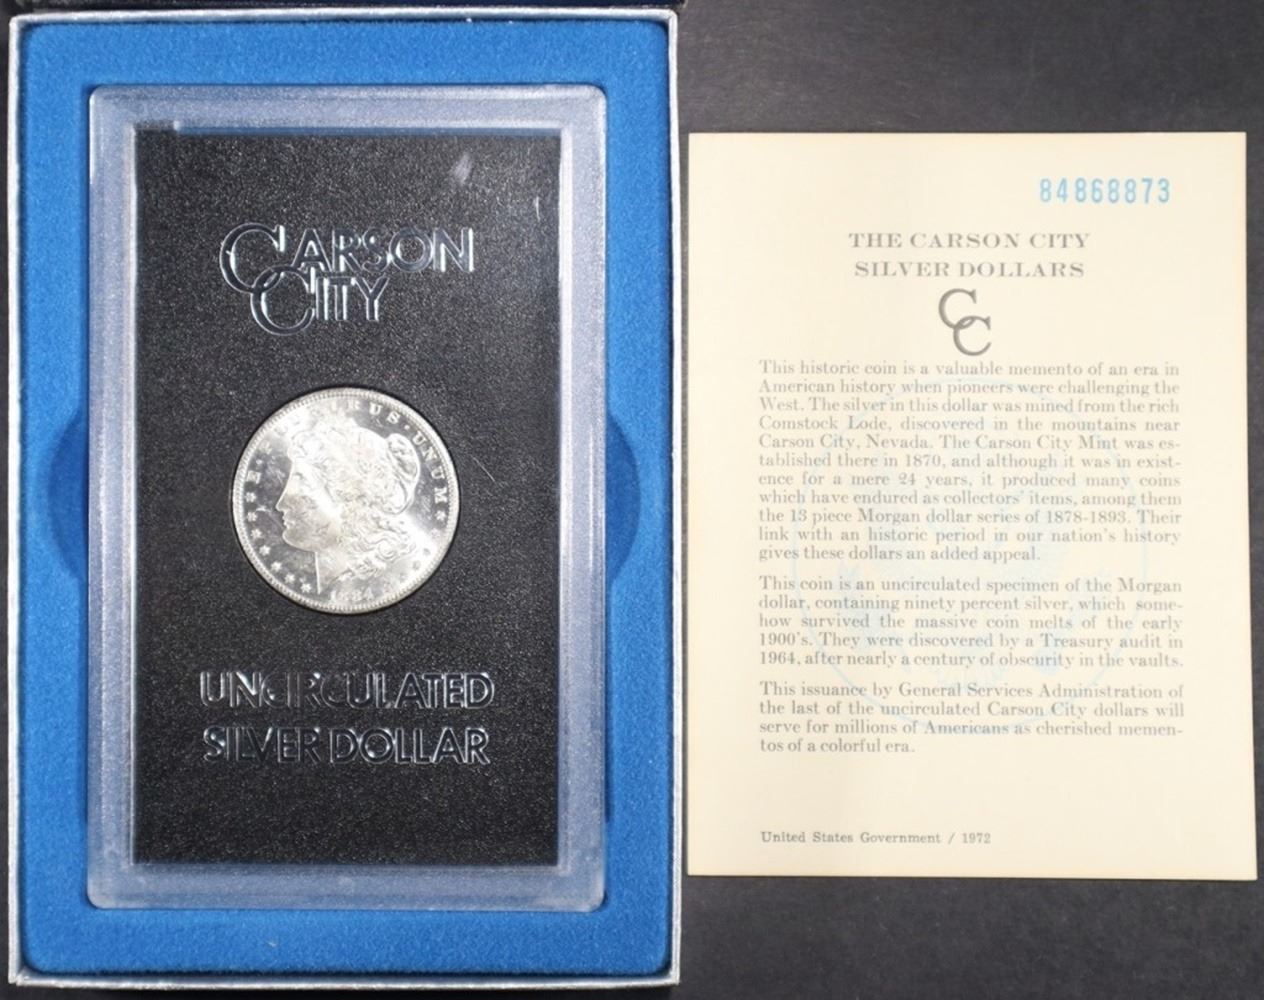 CARSON
CITY
E · PLURIBUS · UNUM
1884
UNCIRCULATED
SILVER DOLLAR
84868873
THE CARSON CITY
SILVER DOLLARS
CC
This historic coin is a valuable memento of an era in
American history when pioneers were challenging the
West. The silver in this dollar was mined from the rich
Comstock Lode, discovered in the mountains near
Carson City, Nevada. The Carson City Mint was es-
tablished there in 1870, and although it was in exist-
ence for a mere 24 years, it produced many coins
which have endured as collectors' items, among them
the 13 piece Morgan dollar series of 1878-1893. Their
link with an historic period in our nation's history
gives these dollars an added appeal.
This coin is an uncirculated specimen of the Morgan
dollar, containing ninety percent silver, which some-
how survived the massive coin melts of the early
1900's. They were discovered by a Treasury audit in
1964, after nearly a century of obscurity in the vaults.
This issuance by General Services Administration of
the last of the uncirculated Carson City dollars will
serve for millions of Americans as cherished memen-
tos of a colorful era.
United States Government / 1972